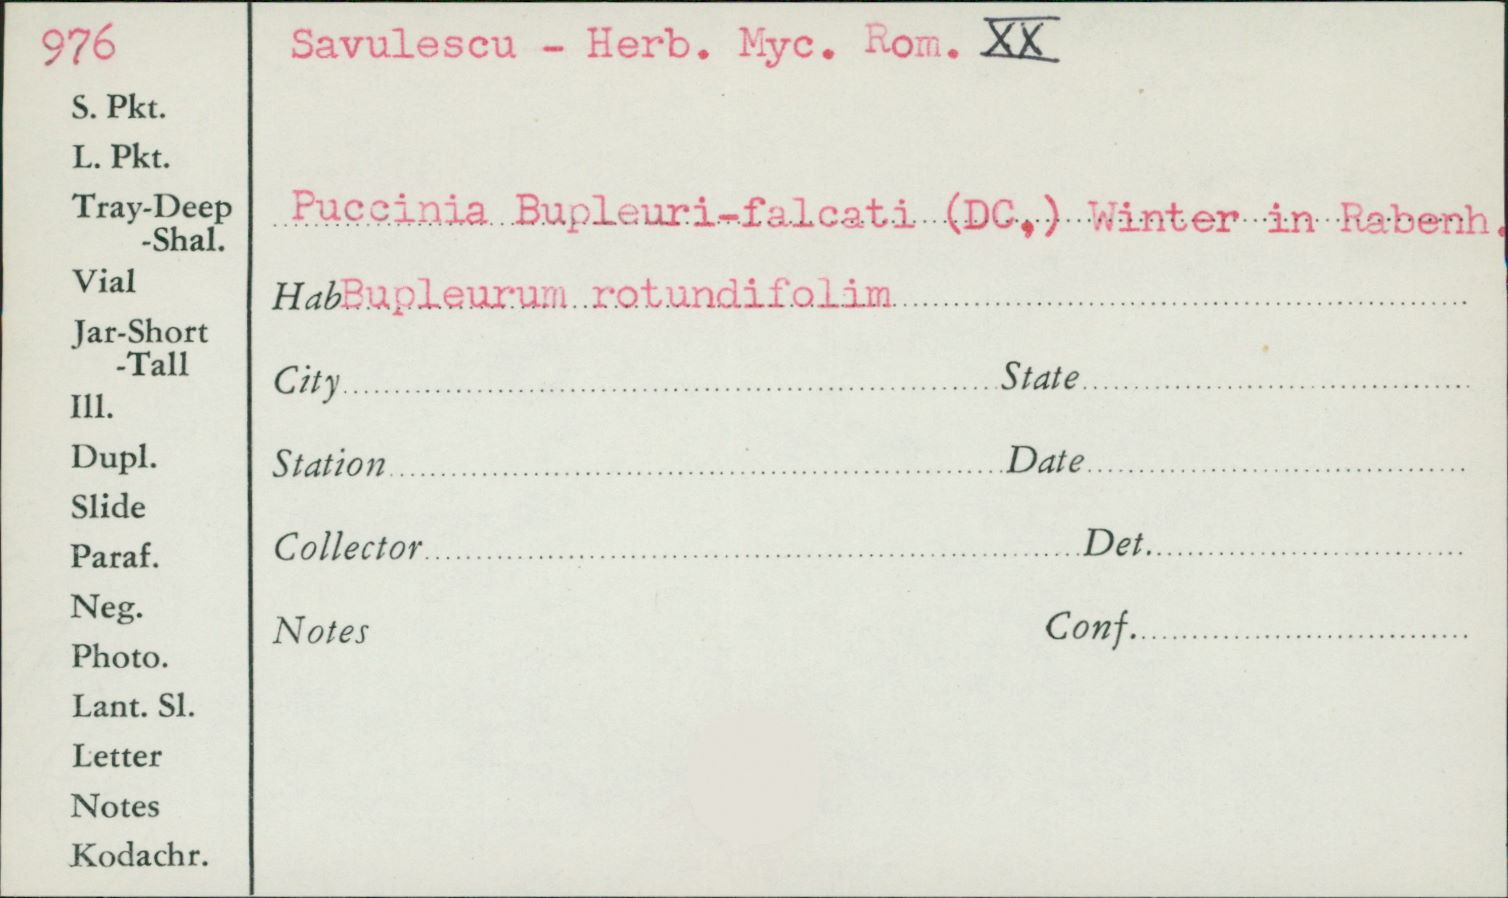 976
Savulescu - Herb. Myc. Rom. XX
S. Pkt.
L. Pkt.
Tray-Deep
-Shal.
Vial
Jar-Short
-Tall
Ill.
Dupl.
Slide
Paraf.
Neg.
Photo.
Lant. Sl.
Letter
Notes
Kodachr.
Puccinia Bupleuri-falcati (DC,) Winter in Rabenh.
Hab Bupleurum rotundifolim
City
State
Station
Date
Collector
Det.
Notes
Conf.